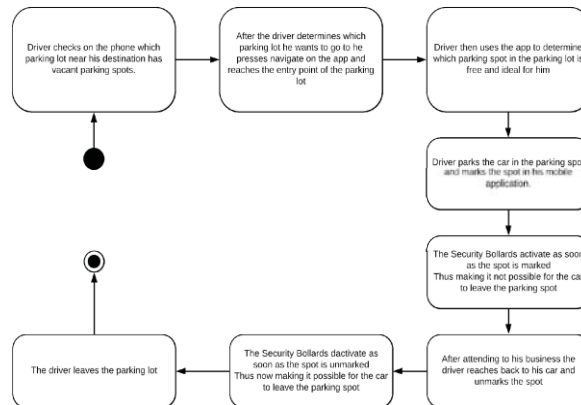 Driver checks on the phone which
parking lot near his destination has
vacant parking spots.
After the driver determines which
parking lot he wants to go to he
presses navigate on the app and
reaches the entry point of the parking
lot
Driver then uses the app to determine
which parking spot in the parking lot is
free and ideal for him
Driver parks the car in the parking spot
and marks the spot in his mobile
application.
The Security Bollards activate as soon
as the spot is marked
Thus making it not possible for the car
to leave the parking spot
After attending to his business the
driver reaches back to his car and
unmarks the spot
The Security Bollards dactivate as
soon as the spot is unmarked
Thus now making it possible for the car
to leave the parking spot
The driver leaves the parking lot